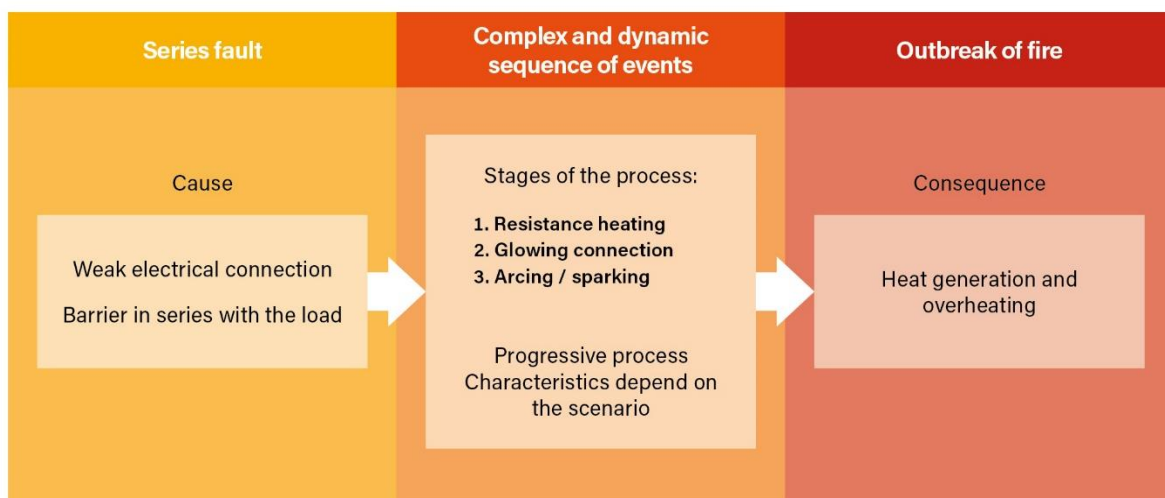 Series fault
Complex and dynamic
sequence of events
Outbreak of fire
Cause
Weak electrical connection
Barrier in series with the load
Stages of the process:
1. Resistance heating
2. Glowing connection
3. Arcing / sparking
Progressive process
Characteristics depend on
the scenario
Consequence
Heat generation and
overheating